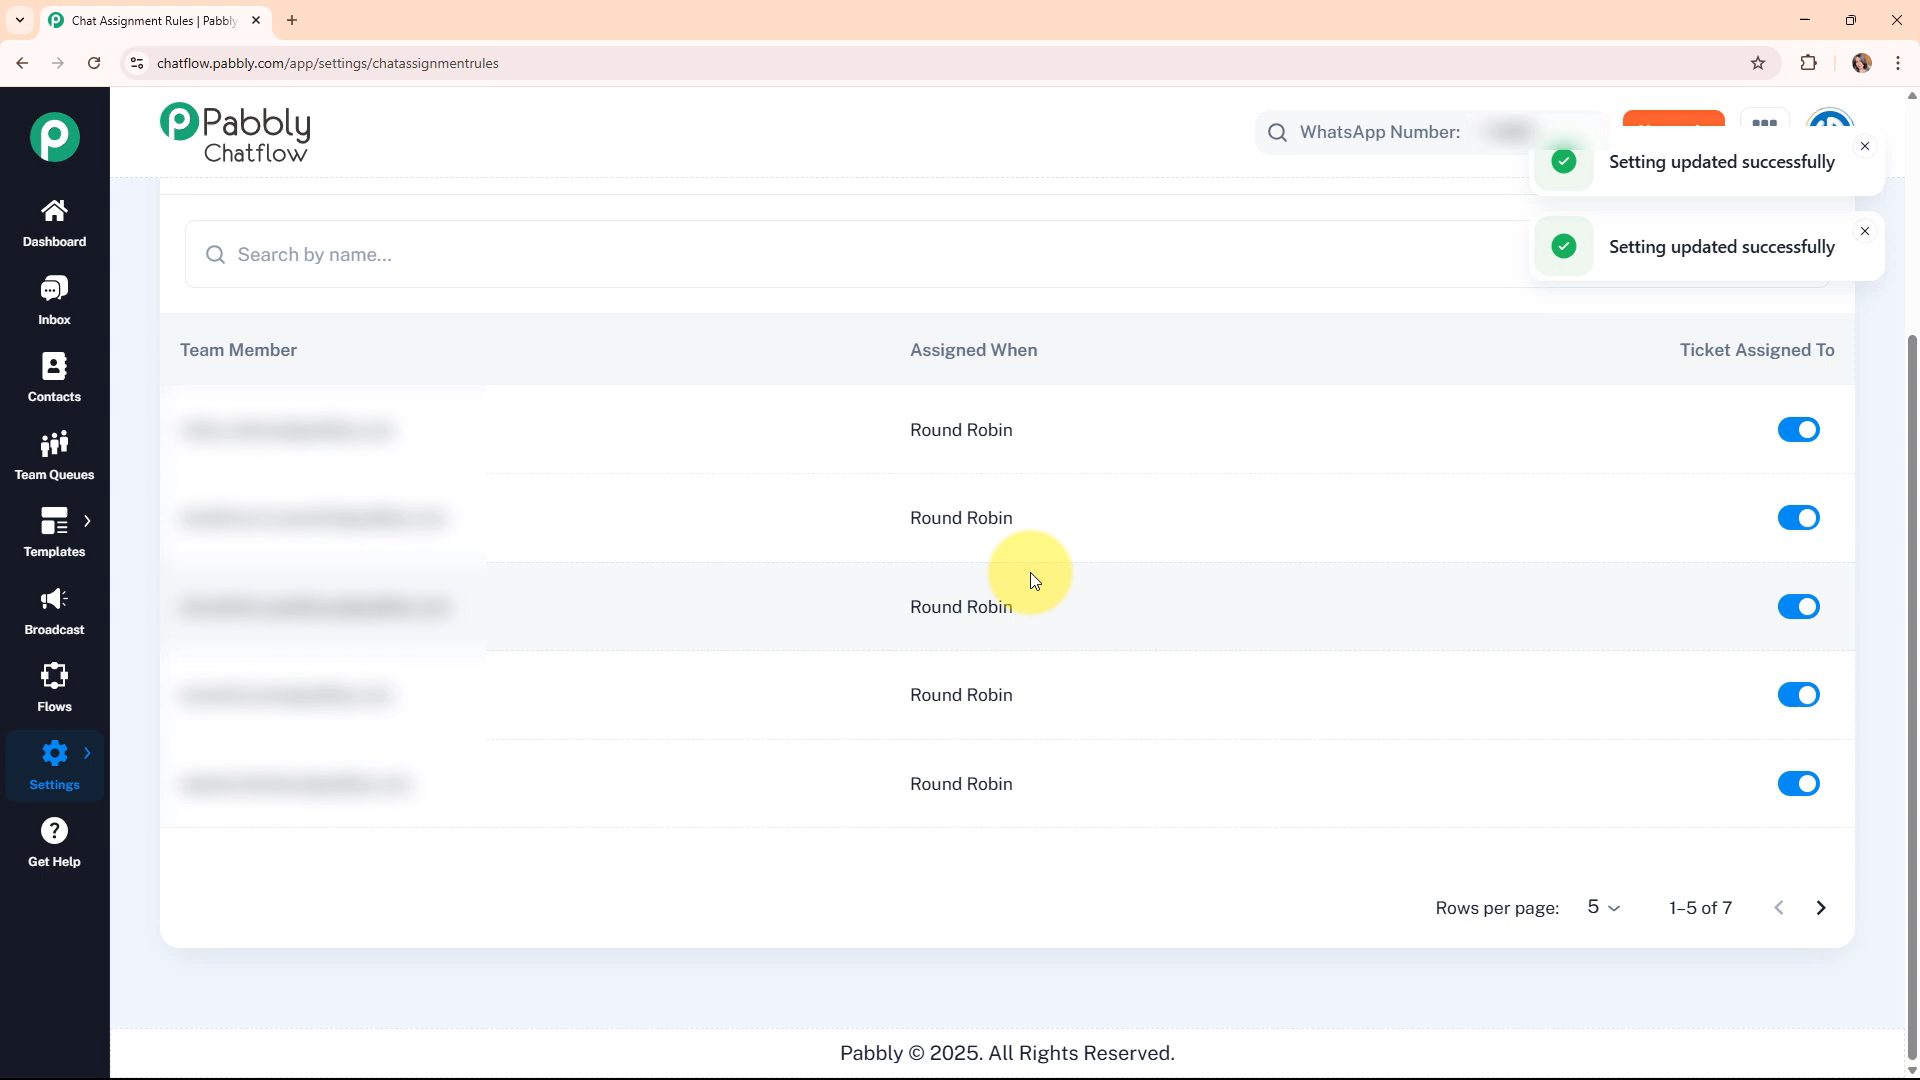 Chat Assignment Rules | Pabbly
chatflow.pabbly.com/app/settings/chatassignmentrules
Pabbly
Chatflow
WhatsApp Number:
Setting updated successfully
Setting updated successfully
Dashboard
Inbox
Contacts
Team Queues
Templates
Broadcast
Flows
Settings
Get Help
Search by name...
Team Member Assigned When Ticket Assigned To
Round Robin
Round Robin
Round Robin
Round Robin
Round Robin
Rows per page: 5 1–5 of 7
Pabbly © 2025. All Rights Reserved.